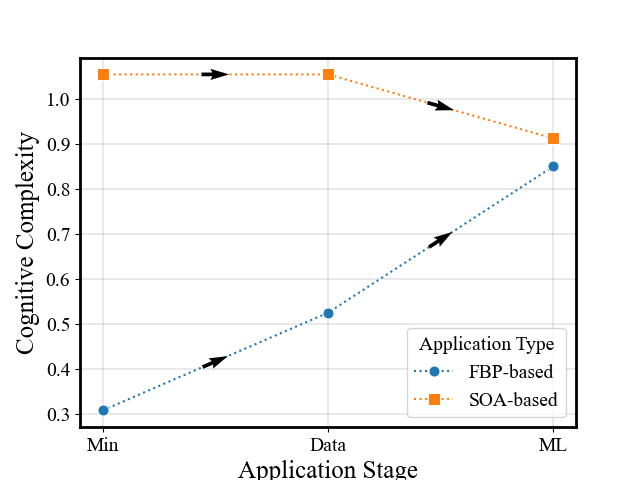 Cognitive Complexity
1.0
0.9
0.8
0.7
0.6
0.5
0.4
0.3
Application Type
FBP-based
SOA-based
Min Data ML
Application Stage